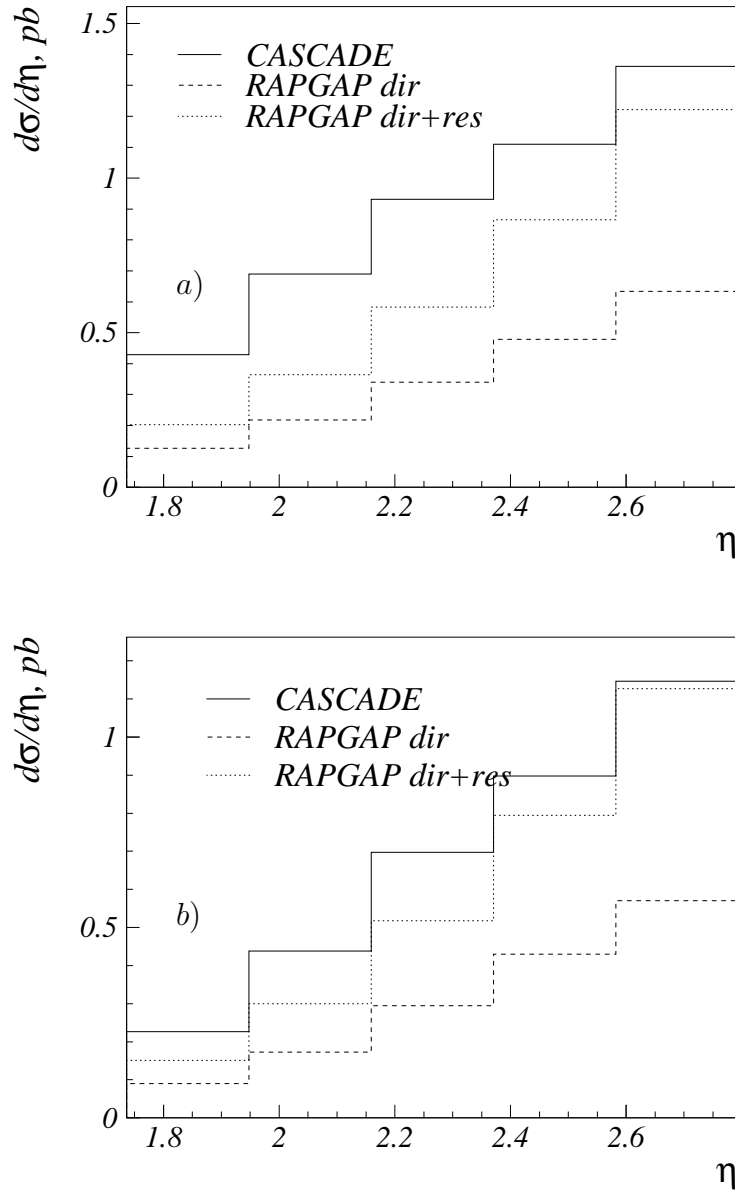 dσ/dη, pb
1.5
CASCADE
RAPGAP dir
RAPGAP dir+res
1
a)
0.5
0
1.8 2 2.2 2.4 2.6
η
dσ/dη, pb
CASCADE
RAPGAP dir
1
RAPGAP dir+res
b)
0.5
0
1.8 2 2.2 2.4 2.6
η